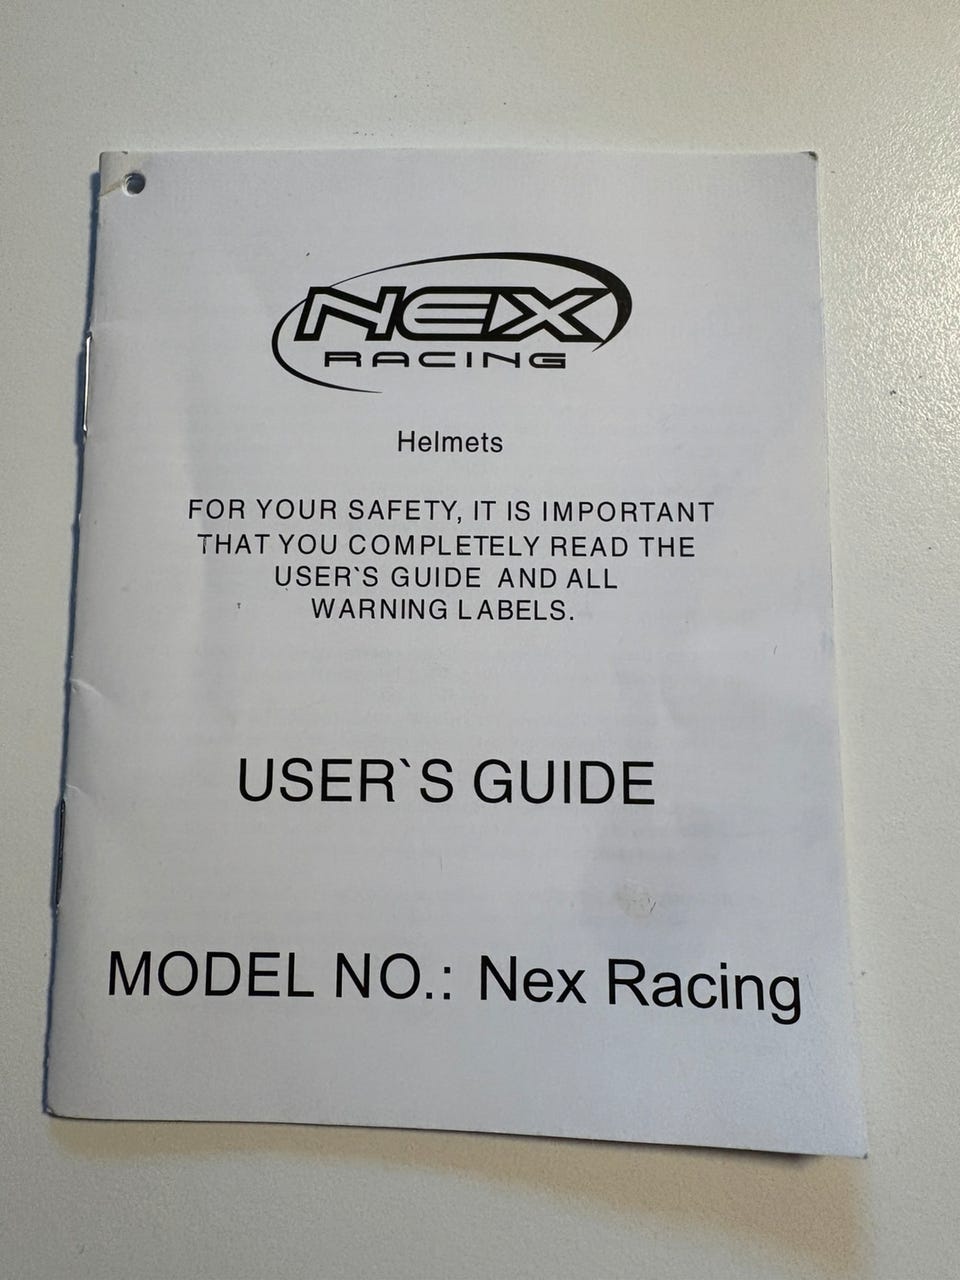 NEX
RACING
Helmets
FOR YOUR SAFETY, IT IS IMPORTANT
THAT YOU COMPLETELY READ THE
USER`S GUIDE AND ALL
WARNING LABELS.
USER`S GUIDE
MODEL NO.: Nex Racing